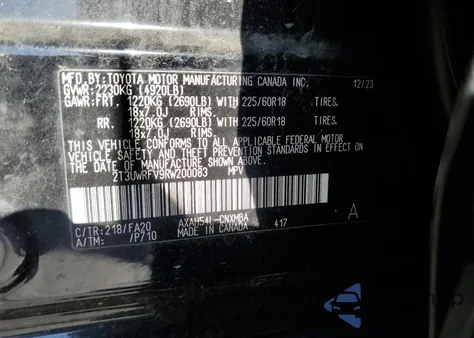 MFD. BY: TOYOTA MOTOR MANUFACTURING CANADA INC. 12/23
GVWR: 2230KG (4920LB)
GAWR: FRT. 1220KG (2690LB) WITH 225/60R18 TIRES,
18x7.0J RIMS,
RR. 1220KG (2690LB) WITH 225/60R18 TIRES,
18x7.0J RIMS,
THIS VEHICLE CONFORMS TO ALL APPLICABLE FEDERAL MOTOR
VEHICLE SAFETY AND THEFT PREVENTION STANDARDS IN EFFECT ON
THE DATE OF MANUFACTURE SHOWN ABOVE.
2T3UWRFV9RW200083 MPV
C/TR: 218/FA20 AXAH54L-CNXMBA 417 A
A/TM: /P710 MADE IN CANADA